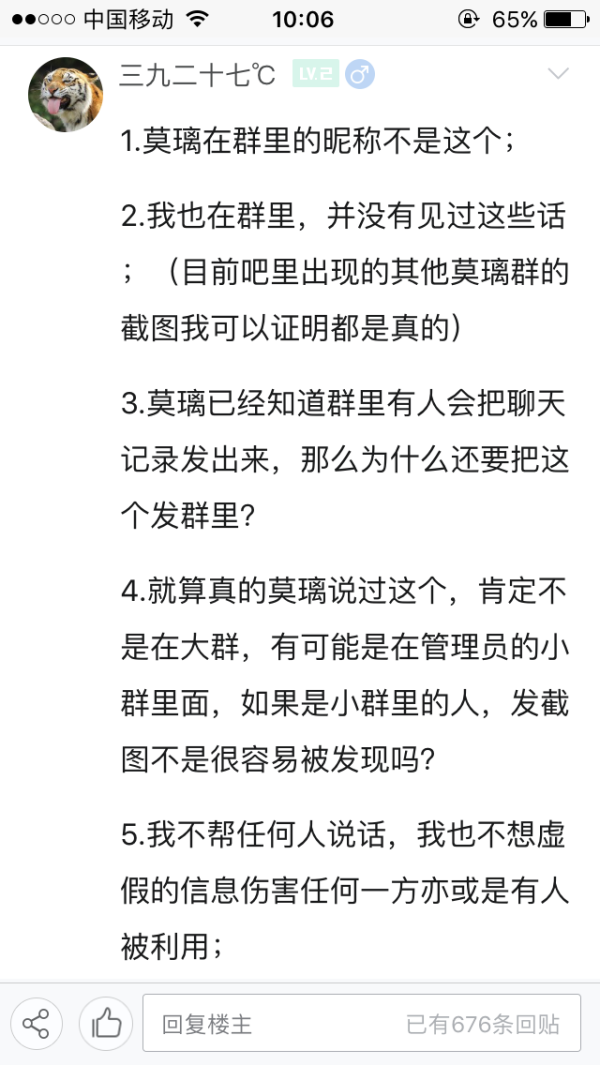 中国移动 10:06 65%
三九二十七℃ LV.2
1.莫璃在群里的昵称不是这个；
2.我也在群里，并没有见过这些话
；（目前吧里出现的其他莫璃群的
截图我可以证明都是真的）
3.莫璃已经知道群里有人会把聊天
记录发出来，那么为什么还要把这
个发群里？
4.就算真的莫璃说过这个，肯定不
是在大群，有可能是在管理员的小
群里面，如果是小群里的人，发截
图不是很容易被发现吗？
5.我不帮任何人说话，我也不想虚
假的信息伤害任何一方亦或是有人
被利用；
回复楼主 已有676条回贴